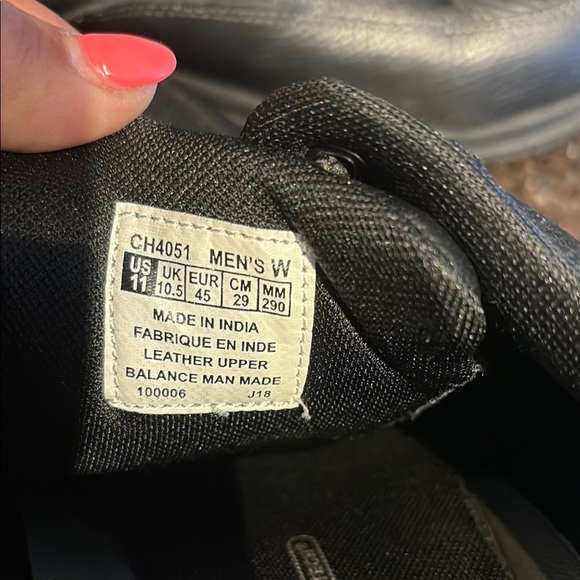 CH4051 MEN'S W
US UK EUR CM MM
11 10.5 45 29 290
MADE IN INDIA
FABRIQUE EN INDE
LEATHER UPPER
BALANCE MAN MADE
100006 J18